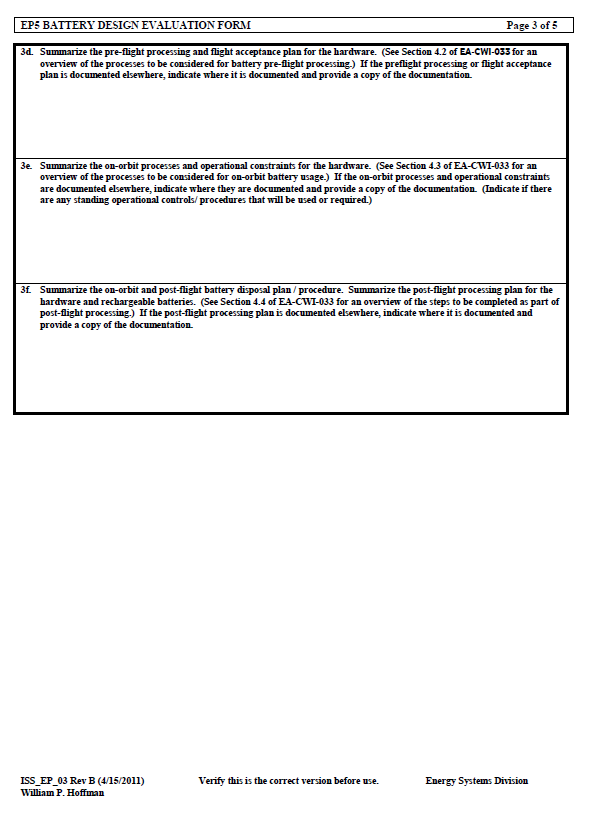 EP5 BATTERY DESIGN EVALUATION FORM Page 3 of 5
3d. Summarize the pre-flight processing and flight acceptance plan for the hardware. (See Section 4.2 of EA-CWI-033 for an
overview of the processes to be considered for battery pre-flight processing.) If the preflight processing or flight acceptance
plan is documented elsewhere, indicate where it is documented and provide a copy of the documentation.
3e. Summarize the on-orbit processes and operational constraints for the hardware. (See Section 4.3 of EA-CWI-033 for an
overview of the processes to be considered for on-orbit battery usage.) If the on-orbit processes and operational constraints
are documented elsewhere, indicate where they are documented and provide a copy of the documentation. (Indicate if there
are any standing operational controls/ procedures that will be used or required.)
3f. Summarize the on-orbit and post-flight battery disposal plan / procedure. Summarize the post-flight processing plan for the
hardware and rechargeable batteries. (See Section 4.4 of EA-CWI-033 for an overview of the steps to be completed as part of
post-flight processing.) If the post-flight processing plan is documented elsewhere, indicate where it is documented and
provide a copy of the documentation.
ISS_EP_03 Rev B (4/15/2011) Verify this is the correct version before use. Energy Systems Division
William P. Hoffman